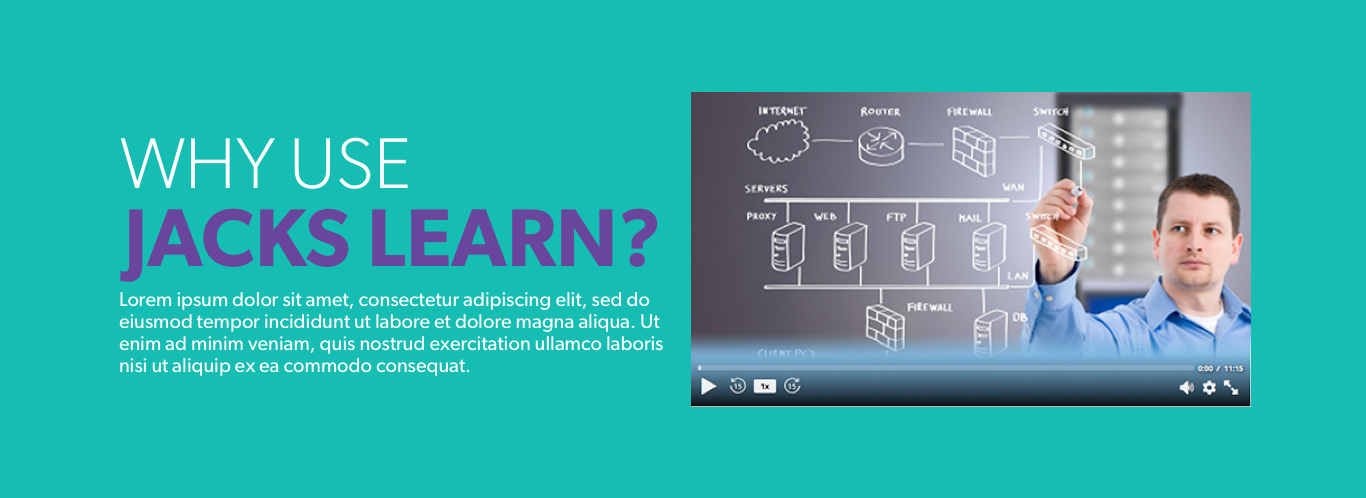 WHY USE
JACKS LEARN?
Lorem ipsum dolor sit amet, consectetur adipiscing elit, sed do
eiusmod tempor incididunt ut labore et dolore magna aliqua. Ut
enim ad minim veniam, quis nostrud exercitation ullamco laboris
nisi ut aliquip ex ea commodo consequat.
INTERNET ROUTER FIREWALL SWITCH
SERVERS WAN
PROXY WEB FTP MAIL SWITCH
LAN
FIREWALL DB
CLIENT PC'S
0:00 / 11:15
15 1x 15